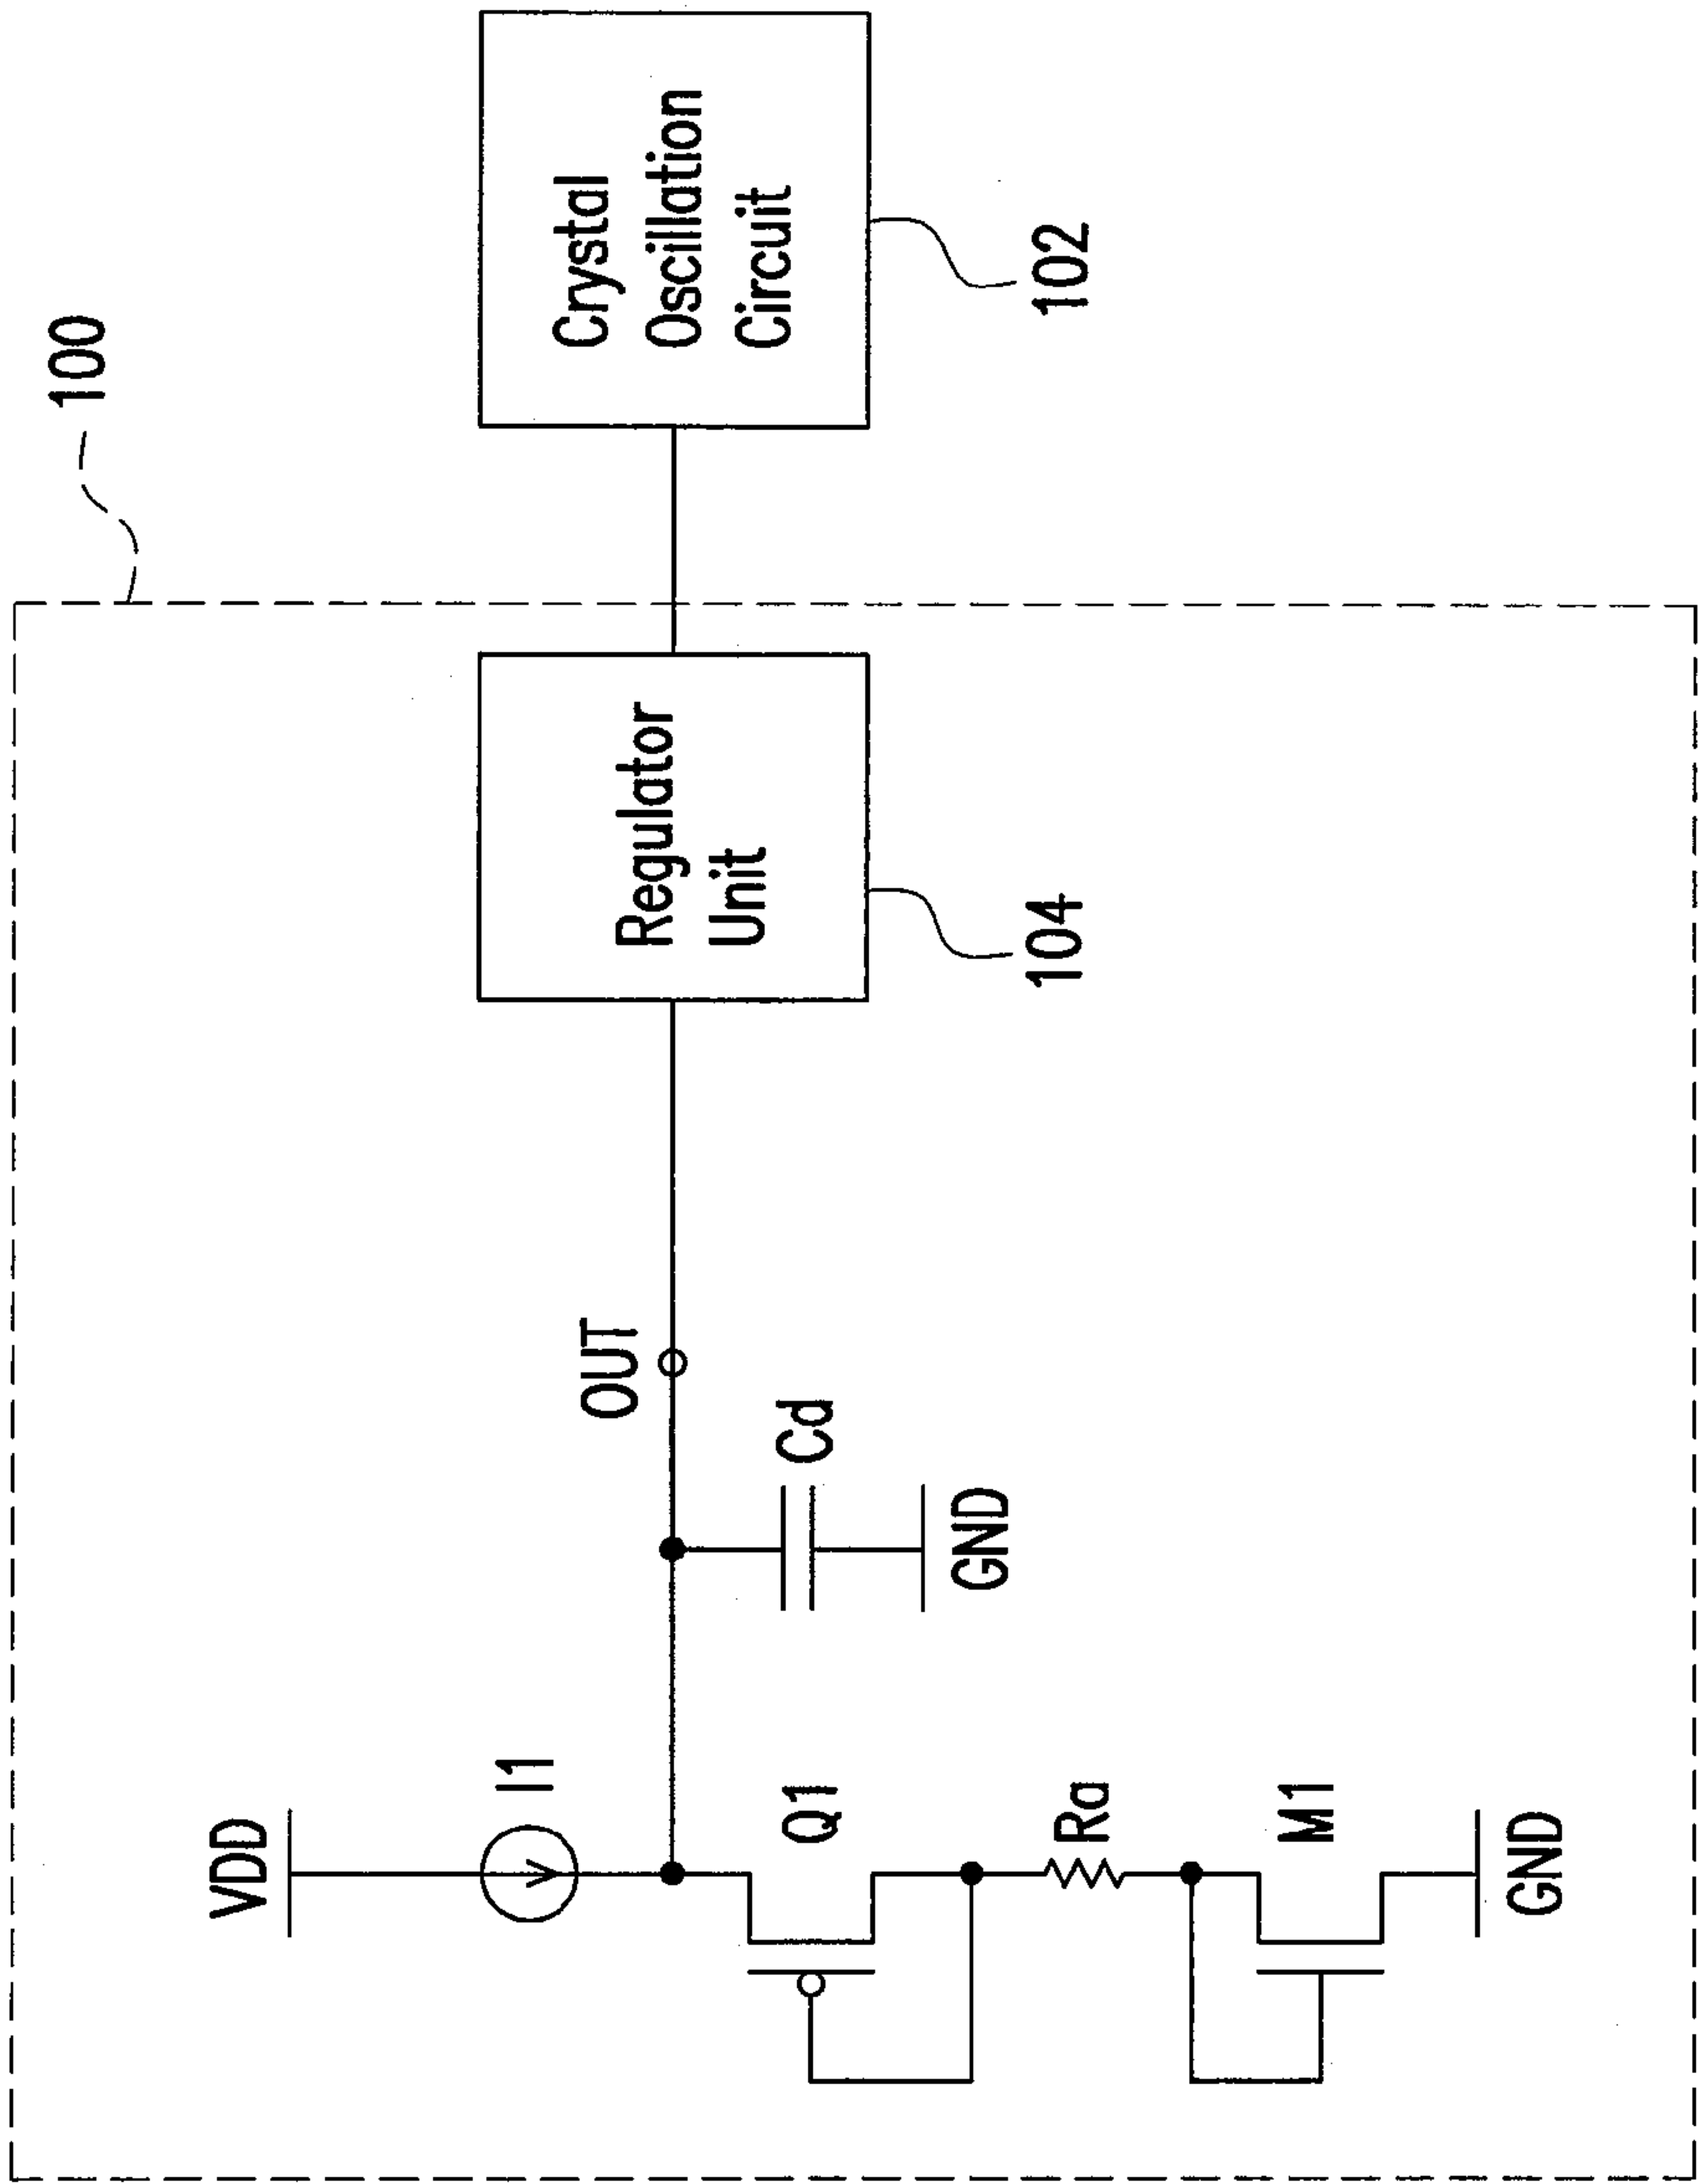 100
VDD
I1
OUT
Regulator
Unit
Crystal
Oscillation
Circuit
Q1
Cd
104
102
Ra
GND
M1
GND